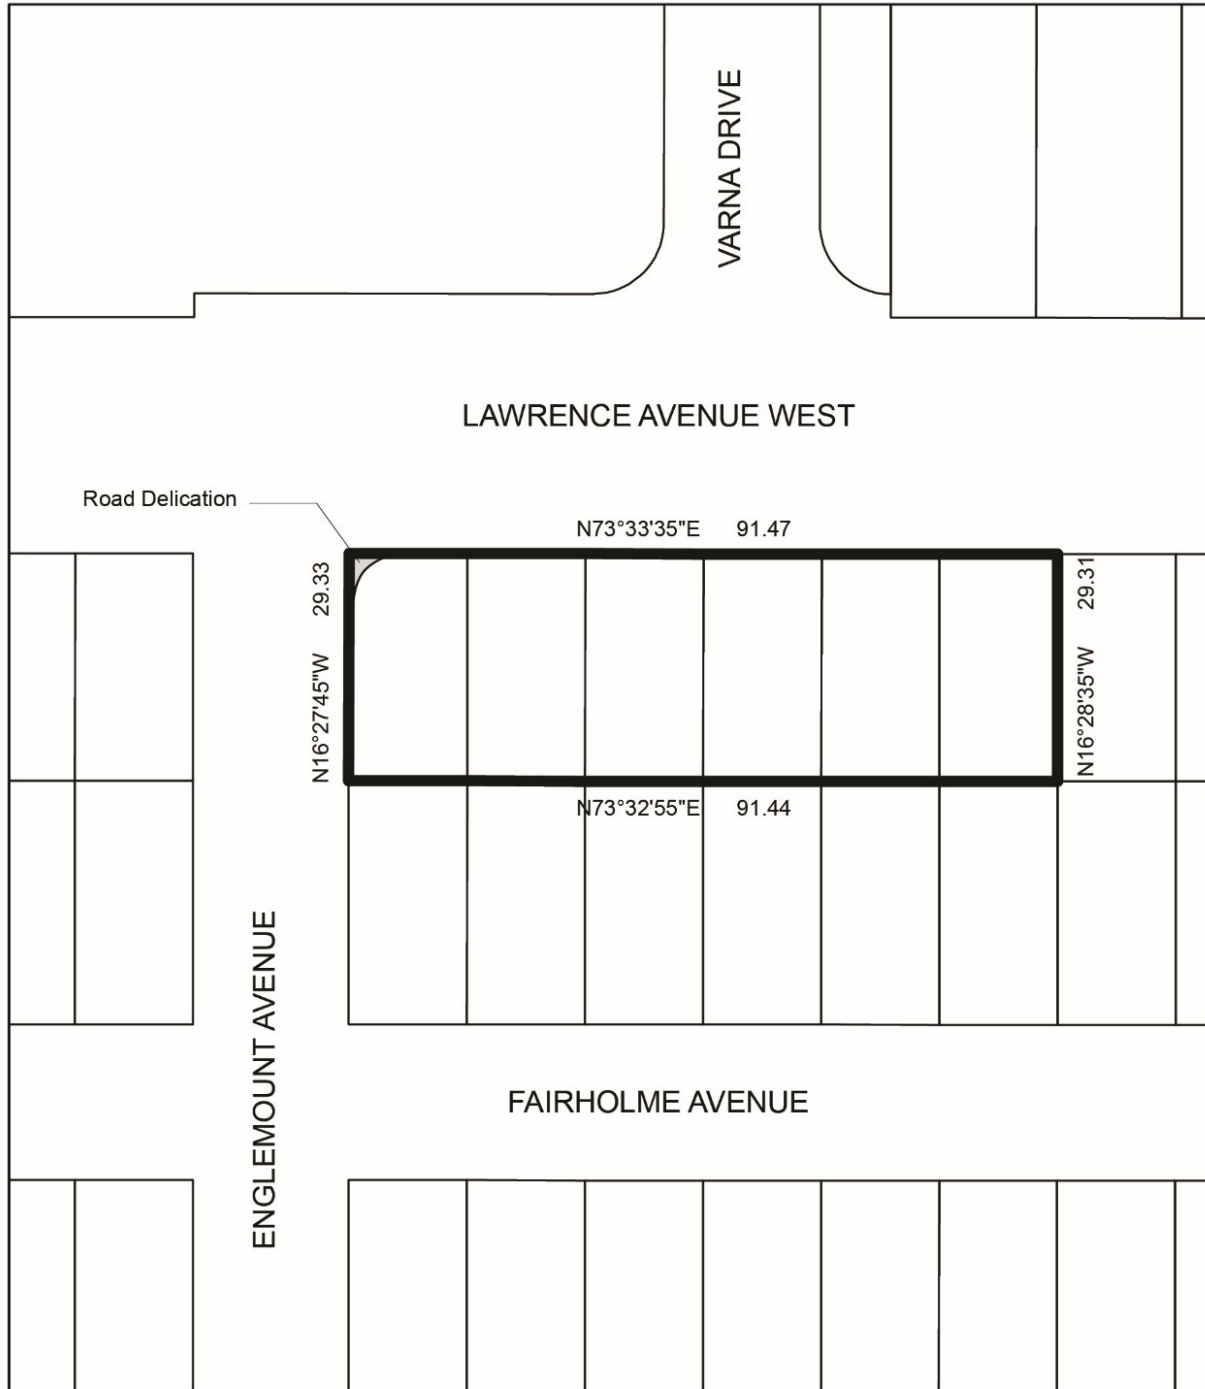 VARNA DRIVE
LAWRENCE AVENUE WEST
Road Delication
N73°33'35"E 91.47
29.33
N16°27'45"W
29.31
N16°28'35"W
N73°32'55"E 91.44
ENGLEMOUNT AVENUE
FAIRHOLME AVENUE